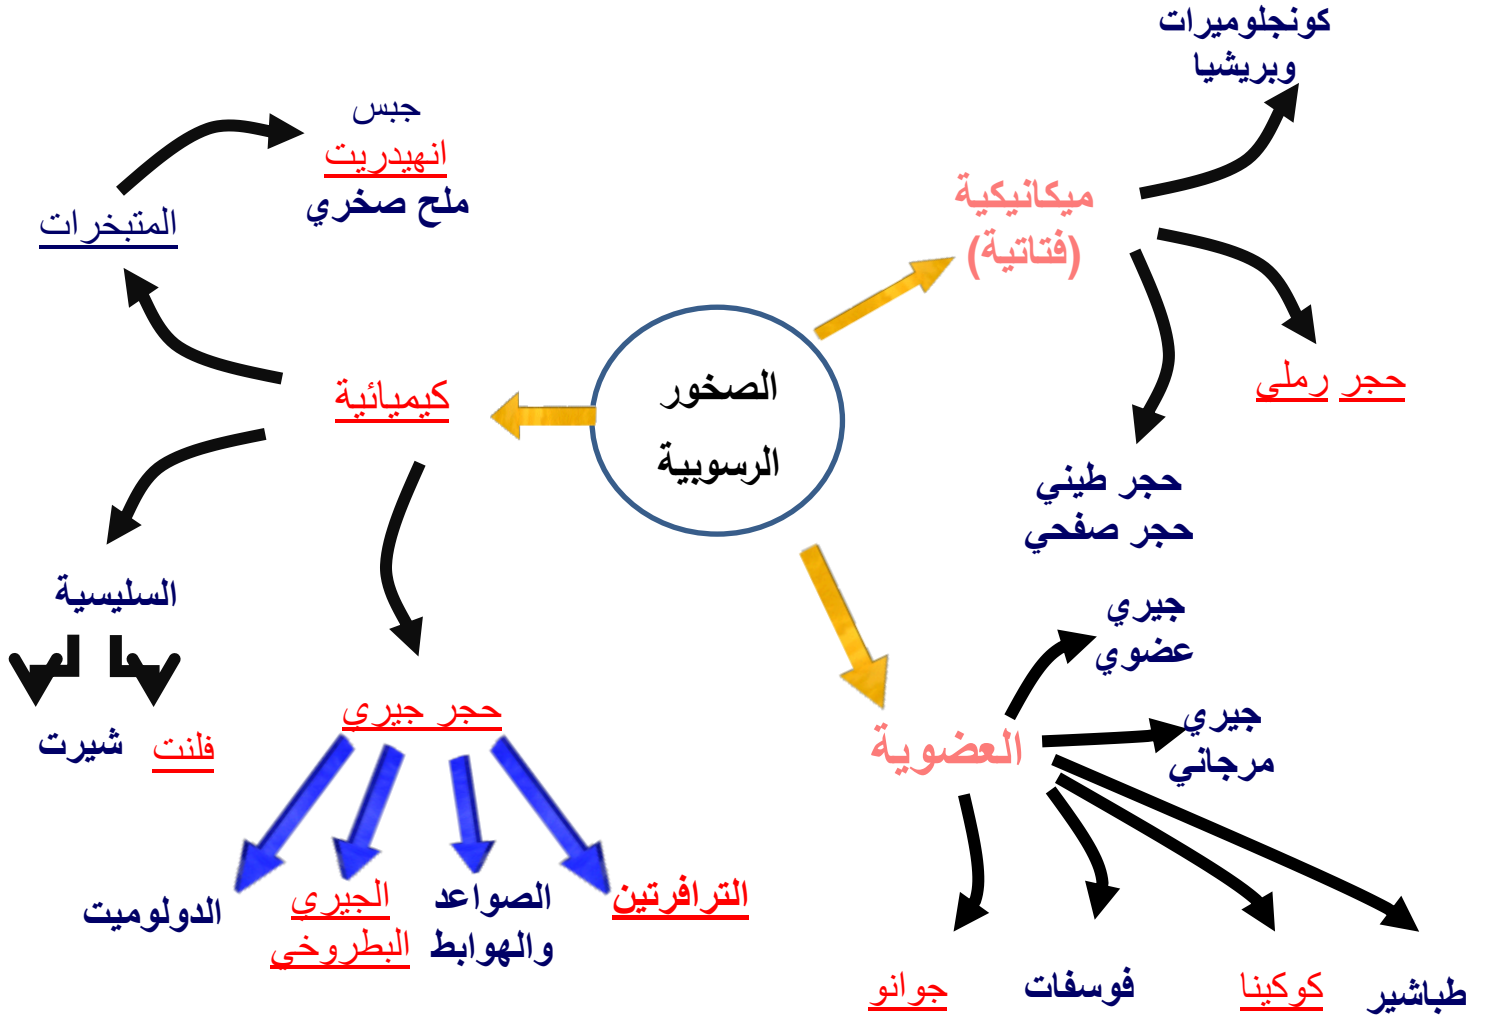 كونجلوميرات
وبريشيا
ميكانيكية
(فتاتية)
حجر رملى
حجر طيني
حجر صفحي
جبس
انهيدريت
ملح صخري
المتبخرات
كيميائية
الصخور
الرسوبية
السليسية
فلنت
شيرت
حجر جيري
الترافرتين
الصواعد
والهوابط
الجيري
البطروخي
الدولوميت
العضوية
جيري
عضوي
جيري
مرجاني
طباشير
كوكينا
فوسفات
جوانو